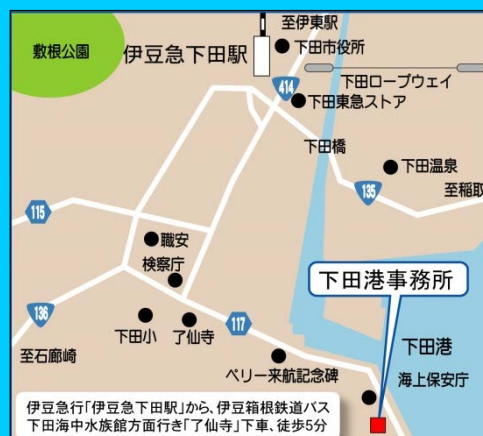 至伊東駅
敷根公園
伊豆急下田駅
下田市役所
下田ロープウェイ
414
下田東急ストア
下田橋
下田温泉
135
至稲取
115
職安
検察庁
下田港事務所
136
下田小
了仙寺
117
下田港
至石廊崎
ペリー来航記念碑
海上保安庁
伊豆急行「伊豆急下田駅」から、伊豆箱根鉄道バス
下田海中水族館方面行き「了仙寺」下車、徒歩5分